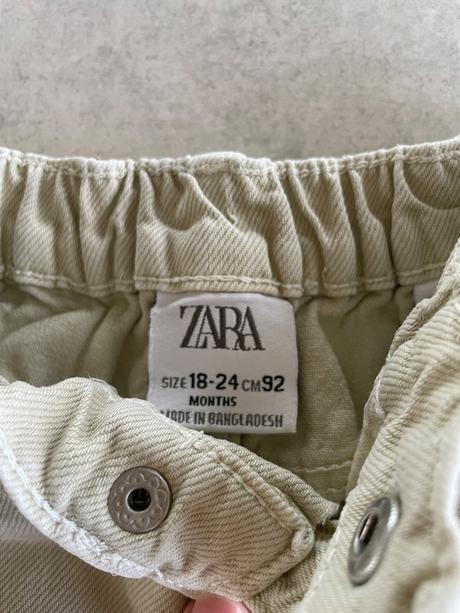 ZARA
SIZE 18-24 CM 92
MONTHS
MADE IN BANGLADESH